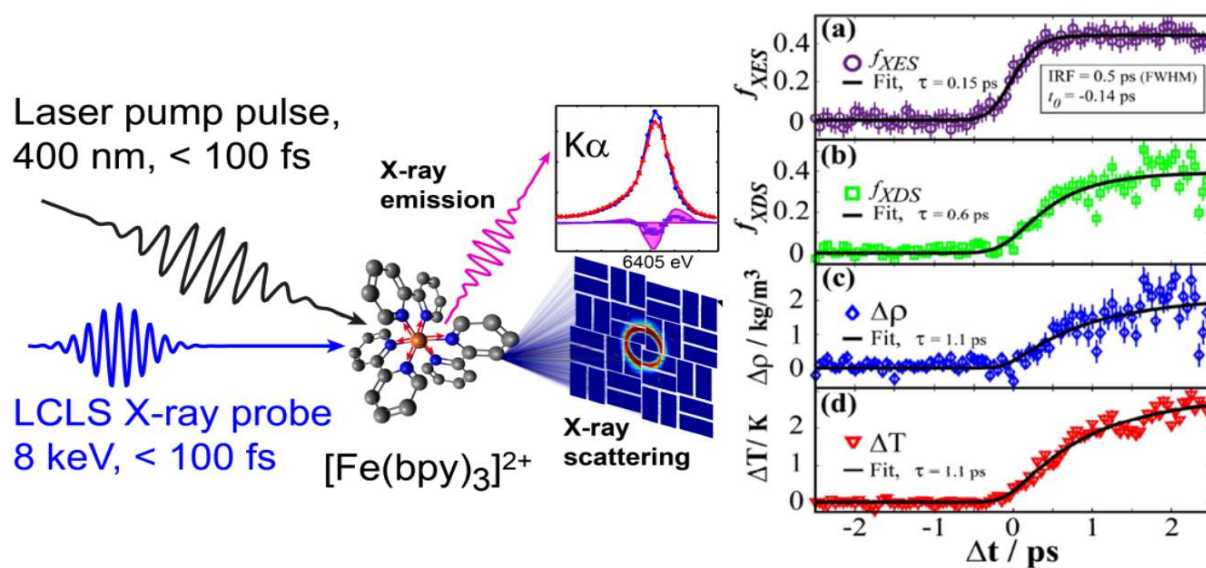 Laser pump pulse,
400 nm, < 100 fs
LCLS X-ray probe
8 keV, < 100 fs
[Fe(bpy)₃]²⁺
X-ray
emission
Kα
6405 eV
X-ray
scattering
(a)
f_XES
0.4
0
f_XES
Fit, τ = 0.15 ps
IRF = 0.5 ps (FWHM)
t₀ = -0.14 ps
(b)
f_XDS
0.4
0.2
0
f_XDS
Fit, τ = 0.6 ps
(c)
Δρ / kg/m³
2
1
0
Δρ
Fit, τ = 1.1 ps
(d)
ΔT/ K
2
1
0
ΔT
Fit, τ = 1.1 ps
-2 -1 0 1 2
Δt / ps